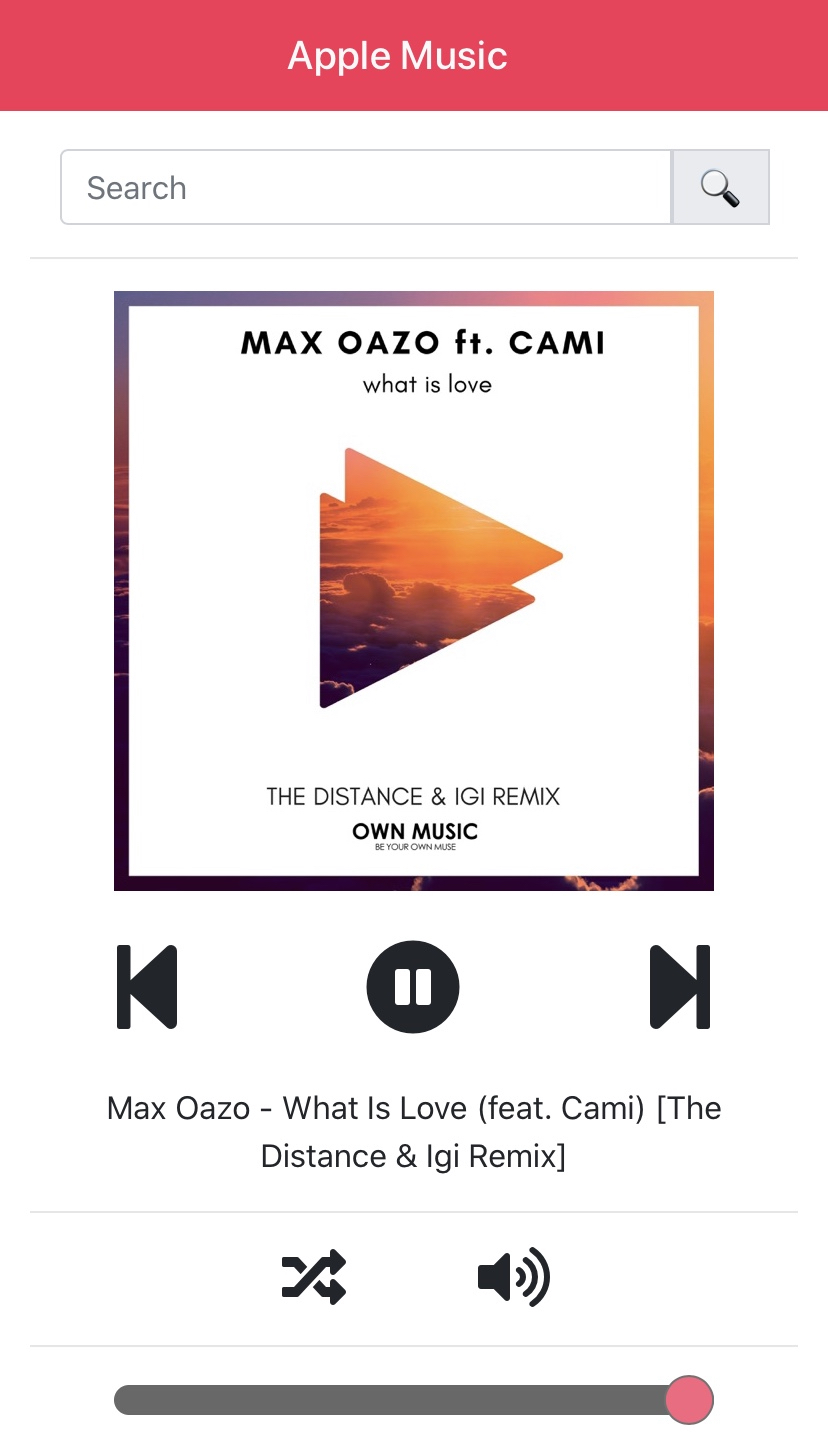 Apple Music
Search
MAX OAZO ft. CAMI
what is love
THE DISTANCE & IGI REMIX
OWN MUSIC
BE YOUR OWN MUSE
Max Oazo - What Is Love (feat. Cami) [The
Distance & Igi Remix]